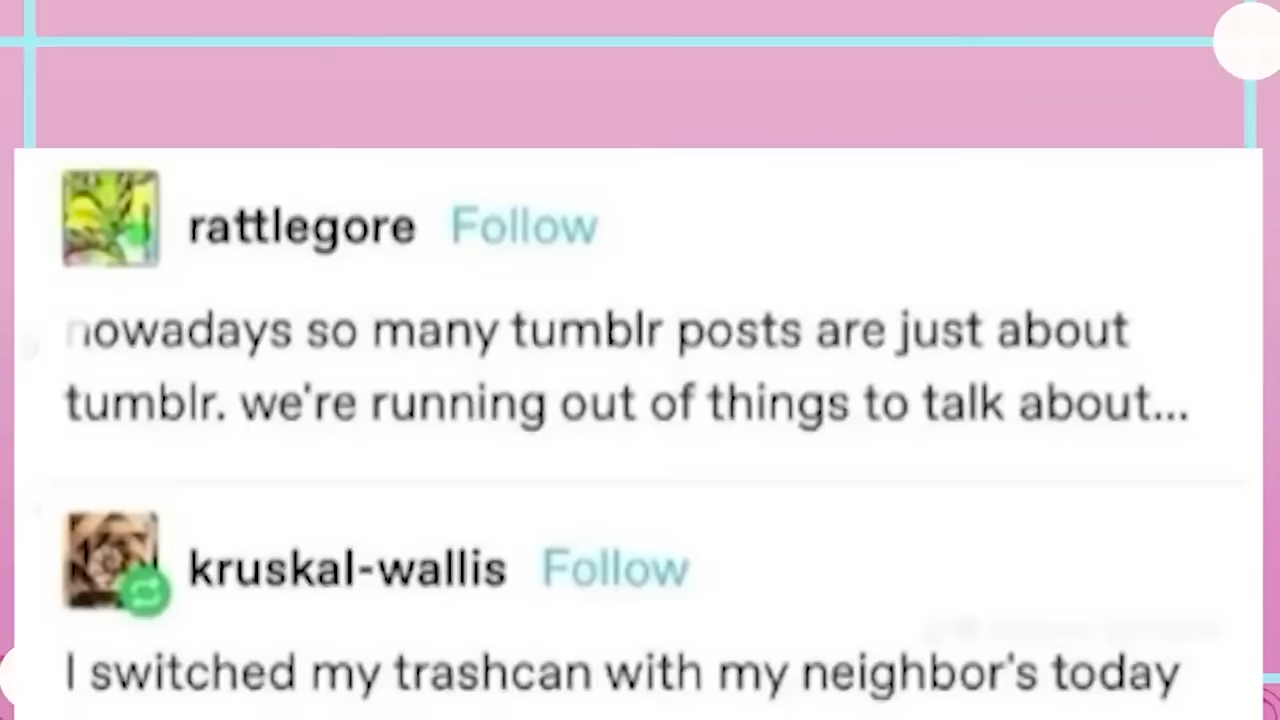 rattlegore Follow
nowadays so many tumblr posts are just about
tumblr. we're running out of things to talk about...
kruskal-wallis Follow
I switched my trashcan with my neighbor's today